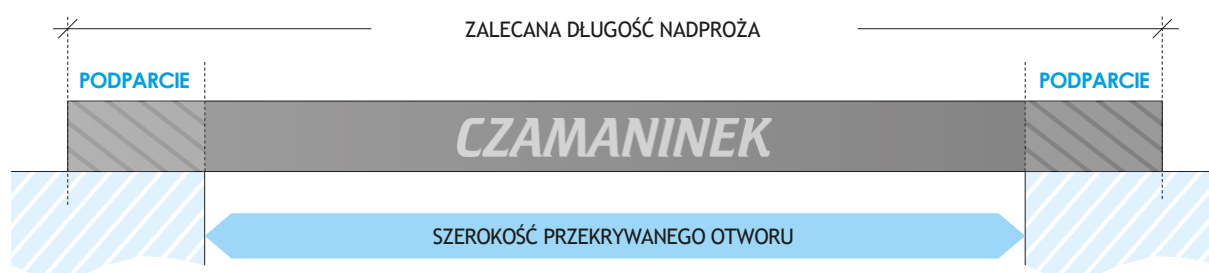 ZALECANA DŁUGOŚĆ NADPROŻA
PODPARCIE
PODPARCIE
CZAMANINEK
SZEROKOŚĆ PRZEKRYWANEGO OTWORU